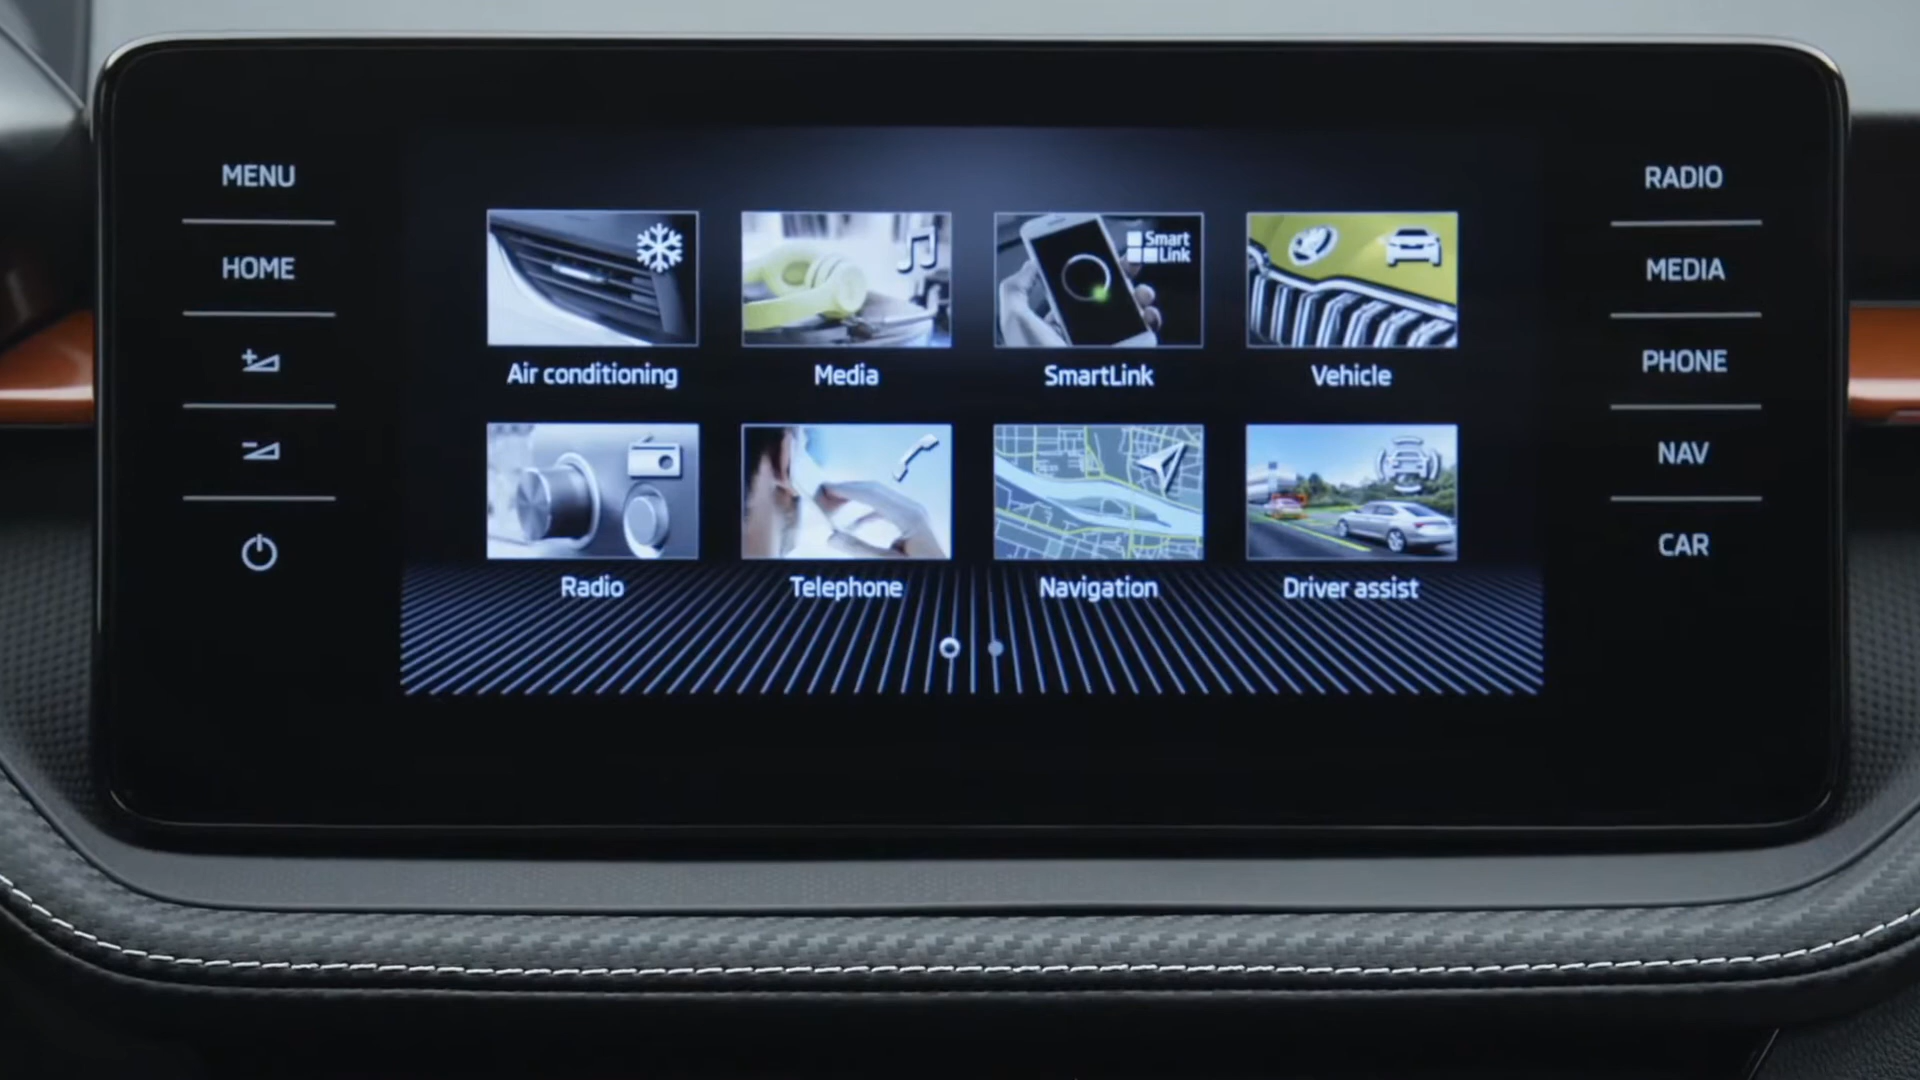 MENU
HOME
RADIO
MEDIA
PHONE
NAV
CAR
Smart
Link
Air conditioning
Media
SmartLink
Vehicle
Radio
Telephone
Navigation
Driver assist